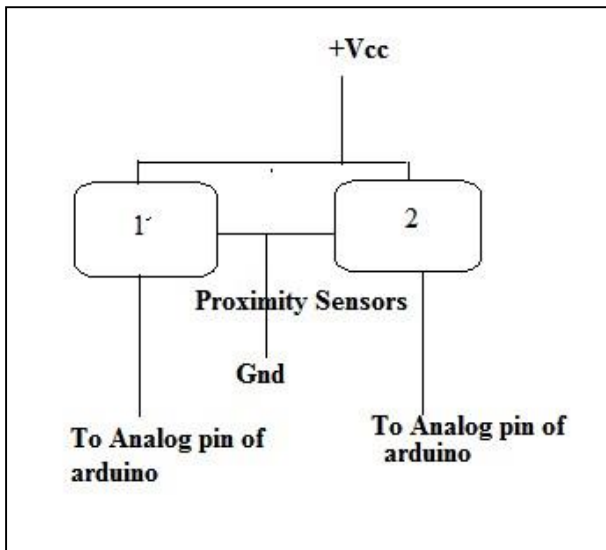 +Vcc
1
2
Proximity Sensors
Gnd
To Analog pin of
arduino
To Analog pin of
arduino